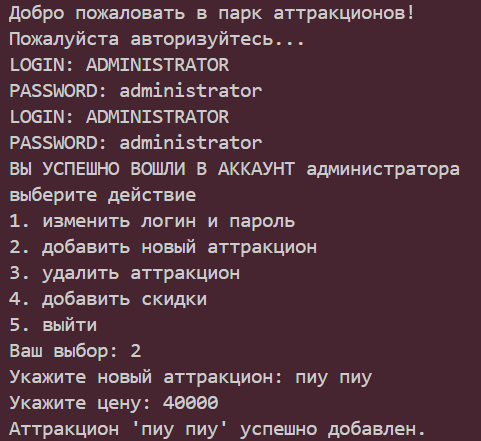 Добро пожаловать в парк аттракционов!
Пожалуйста авторизуйтесь...
LOGIN: ADMINISTRATOR
PASSWORD: administrator
LOGIN: ADMINISTRATOR
PASSWORD: administrator
ВЫ УСПЕШНО ВОШЛИ В АККАУНТ администратора
выберите действие
1. изменить логин и пароль
2. добавить новый аттракцион
3. удалить аттракцион
4. добавить скидки
5. выйти
Ваш выбор: 2
Укажите новый аттракцион: пиу пиу
Укажите цену: 40000
Аттракцион 'пиу пиу' успешно добавлен.